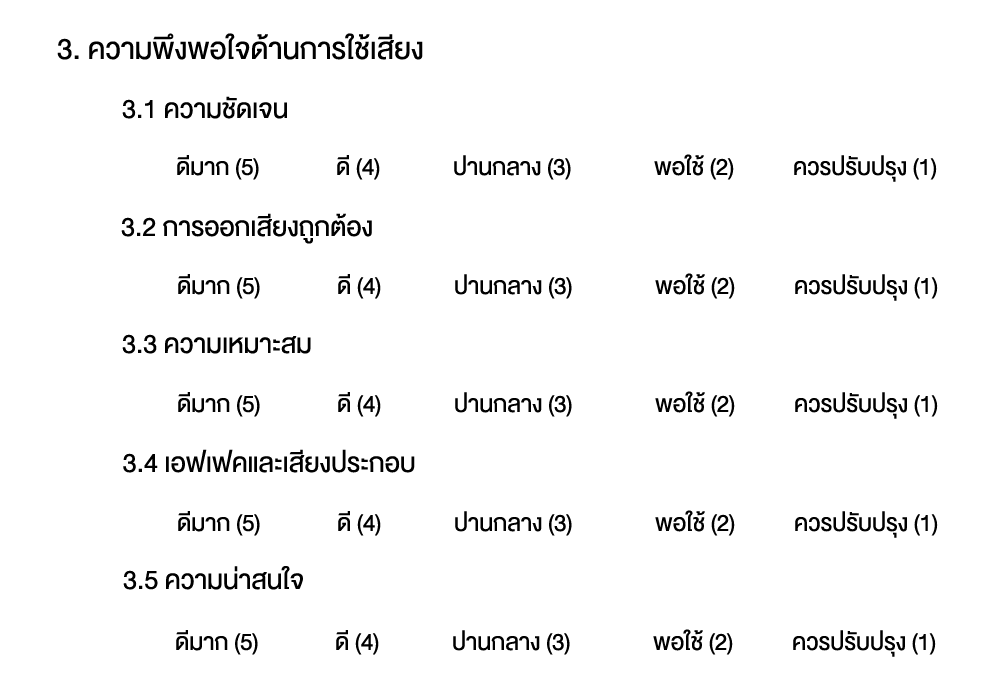 3. ความพึงพอใจด้านการใช้เสียง
3.1 ความชัดเจน
ดีมาก (5) ดี (4) ปานกลาง (3) พอใช้ (2) ควรปรับปรุง (1)
3.2 การออกเสียงถูกต้อง
ดีมาก (5) ดี (4) ปานกลาง (3) พอใช้ (2) ควรปรับปรุง (1)
3.3 ความเหมาะสม
ดีมาก (5) ดี (4) ปานกลาง (3) พอใช้ (2) ควรปรับปรุง (1)
3.4 เอฟเฟคและเสียงประกอบ
ดีมาก (5) ดี (4) ปานกลาง (3) พอใช้ (2) ควรปรับปรุง (1)
3.5 ความน่าสนใจ
ดีมาก (5) ดี (4) ปานกลาง (3) พอใช้ (2) ควรปรับปรุง (1)